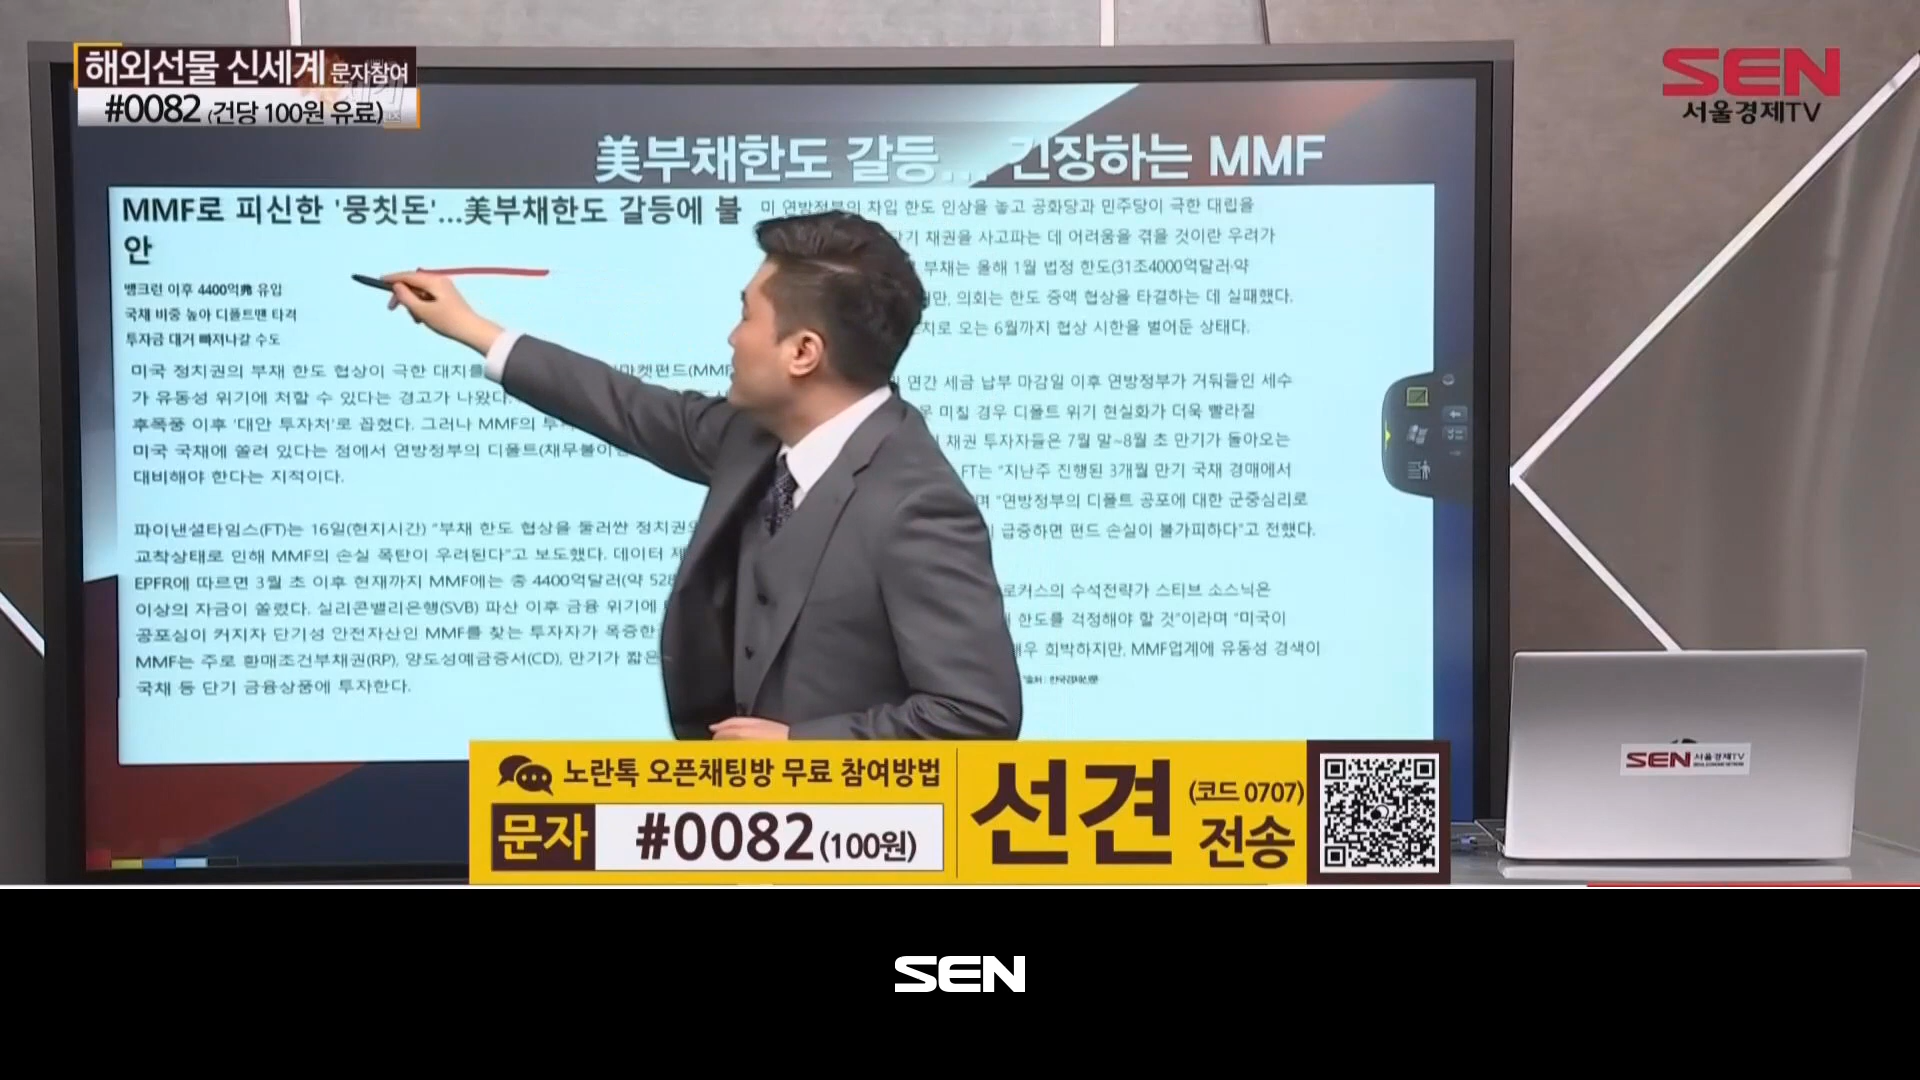 해외선물 신세계 문자참여
#0082 (건당 100원 유료)
SEN
서울경제TV
美부채한도 갈등... 긴장하는 MMF
MMF로 피신한 '뭉칫돈'...美부채한도 갈등에 불
안
뱅크런 이후 4400억弗 유입
국채 비중 높아 디폴트땐 타격
투자금 대거 빠져나갈 수도
미국 정치권의 부채 한도 협상이 극한 대치를
마켓펀드(MMF
가 유동성 위기에 처할 수 있다는 경고가 나왔다.
후폭풍 이후 '대안 투자처'로 꼽혔다. 그러나 MMF의
미국 국채에 쏠려 있다는 점에서 연방정부의
대비해야 한다는 지적이다.
파이낸셜타임스(FT)는 16일(현지시간) "부채 한도 협상을 둘러싼
교착상태로 인해 MMF의 손실 폭탄이 우려된다"고 보도했다. 데이터
EPFR에 따르면 3월 초 이후 현재까지 MMF에는 총 4400억달러(약
이상의 자금이 쏠렸다. 실리콘밸리은행(SVB) 파산 이후 금융 위기에
공포심이 커지자 단기성 안전자산인 MMF를 찾는 투자자가
MMF는 주로 환매조건부채권(RP), 양도성예금증서(CD), 만기가 짧은
국채 등 단기 금융상품에 투자한다.
미 연방정부의 차입 한도 인상을 놓고 공화당과 민주당이 극한 대립을
채권을 사고파는 데 어려움을 겪을 것이란 우려가
부채는 올해 1월 법정 한도(31조4000억달러·약
의회는 한도 증액 협상을 타결하는 데 실패했다.
오는 6월까지 협상 시한을 벌어둔 상태다.
연간 세금 납부 마감일 이후 연방정부가 거둬들인 세수
미칠 경우 디폴트 위기 현실화가 더욱 빨라질
채권 투자자들은 7월 말~8월 초 만기가 돌아오는
FT는 "지난주 진행된 3개월 만기 국채 경매에서
"연방정부의 디폴트 공포에 대한 군중심리로
급증하면 펀드 손실이 불가피하다"고 전했다.
수석전략가 스티브 소스닉은
한도를 걱정해야 할 것"이라며 "미국이
희박하지만, MMF업계에 유동성 경색이
출처 : 한국경제신문
SEN 서울경제TV
노란톡 오픈채팅방 무료 참여방법
문자 #0082 (100원)
선견 (코드 0707)
전송
SEN